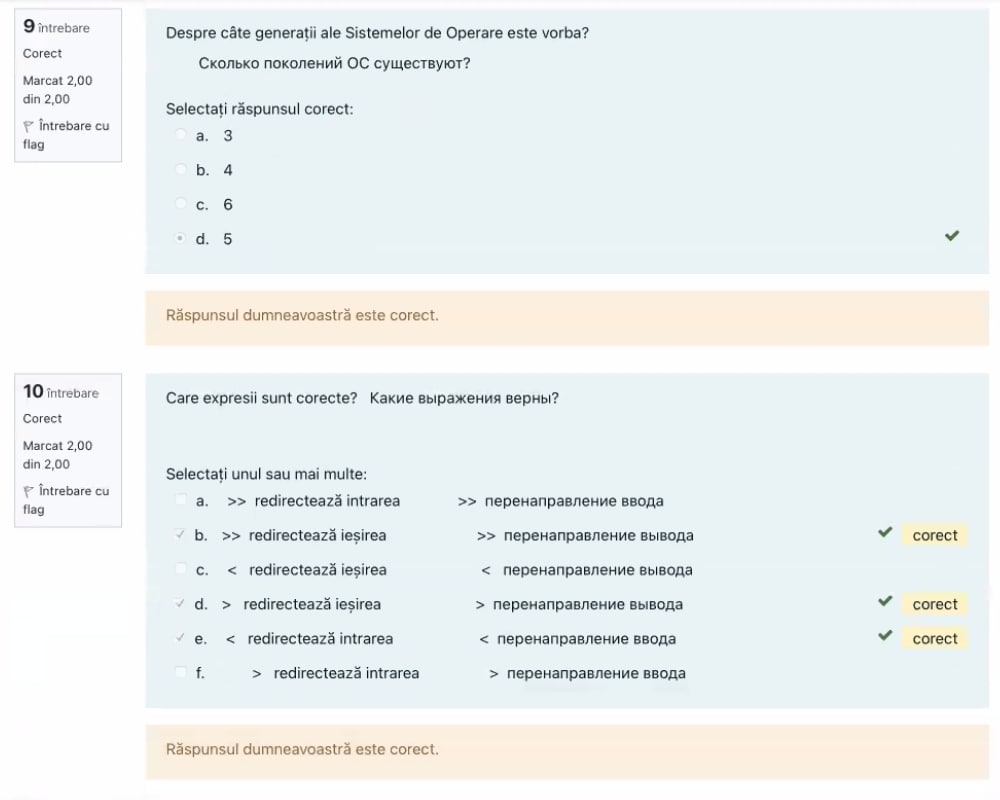 9 întrebare
Corect
Marcat 2,00
din 2,00
Întrebare cu
flag
Despre câte generații ale Sistemelor de Operare este vorba?
Сколько поколений ОС существуют?
Selectați răspunsul corect:
a. 3
b. 4
c. 6
d. 5
Răspunsul dumneavoastră este corect.
10 întrebare
Corect
Marcat 2,00
din 2,00
Întrebare cu
flag
Care expresii sunt corecte? Какие выражения верны?
Selectați unul sau mai multe:
a. >> redirectează intrarea >> перенаправление ввода
b. >> redirectează ieșirea >> перенаправление вывода corect
c. < redirectează ieșirea < перенаправление вывода
d. > redirectează ieșirea > перенаправление вывода corect
e. < redirectează intrarea < перенаправление ввода corect
f. > redirectează intrarea > перенаправление ввода
Răspunsul dumneavoastră este corect.